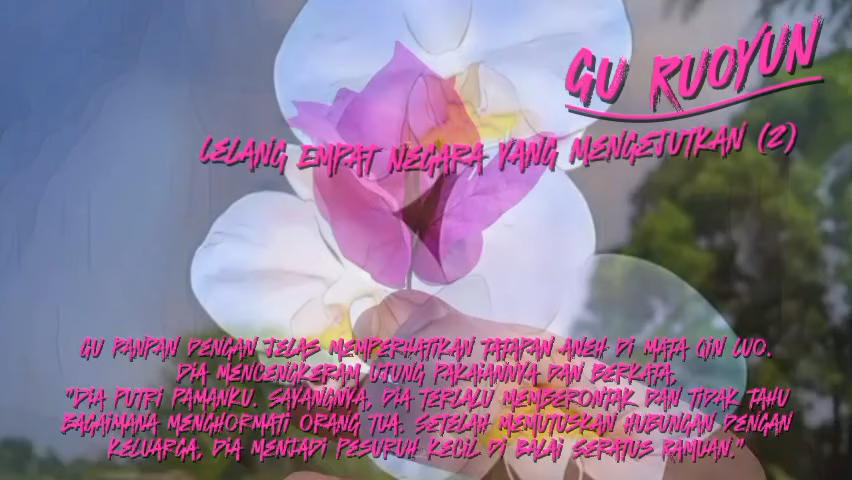 GU RUOYUN
LELANG EMPAT NEGARA YANG MENGEJUTKAN (2)
GU PANPAN DENGAN JELAS MEMPERHATIKAN TATAPAN ANEH DI MATA QIN LUO.
DIA MENCENGKERAM UJUNG PAKAIANNYA DAN BERKATA,
"DIA PUTRI PAMANKU. SAYANGNYA, DIA TERLALU MEMBERONTAK DAN TIDAK TAHU
BAGAIMANA MENGHORMATI ORANG TUA. SETELAH MEMUTUSKAN HUBUNGAN DENGAN
KELUARGA, DIA MENJADI PESURUH KECIL DI BALAI SERATUS RAMUAN."